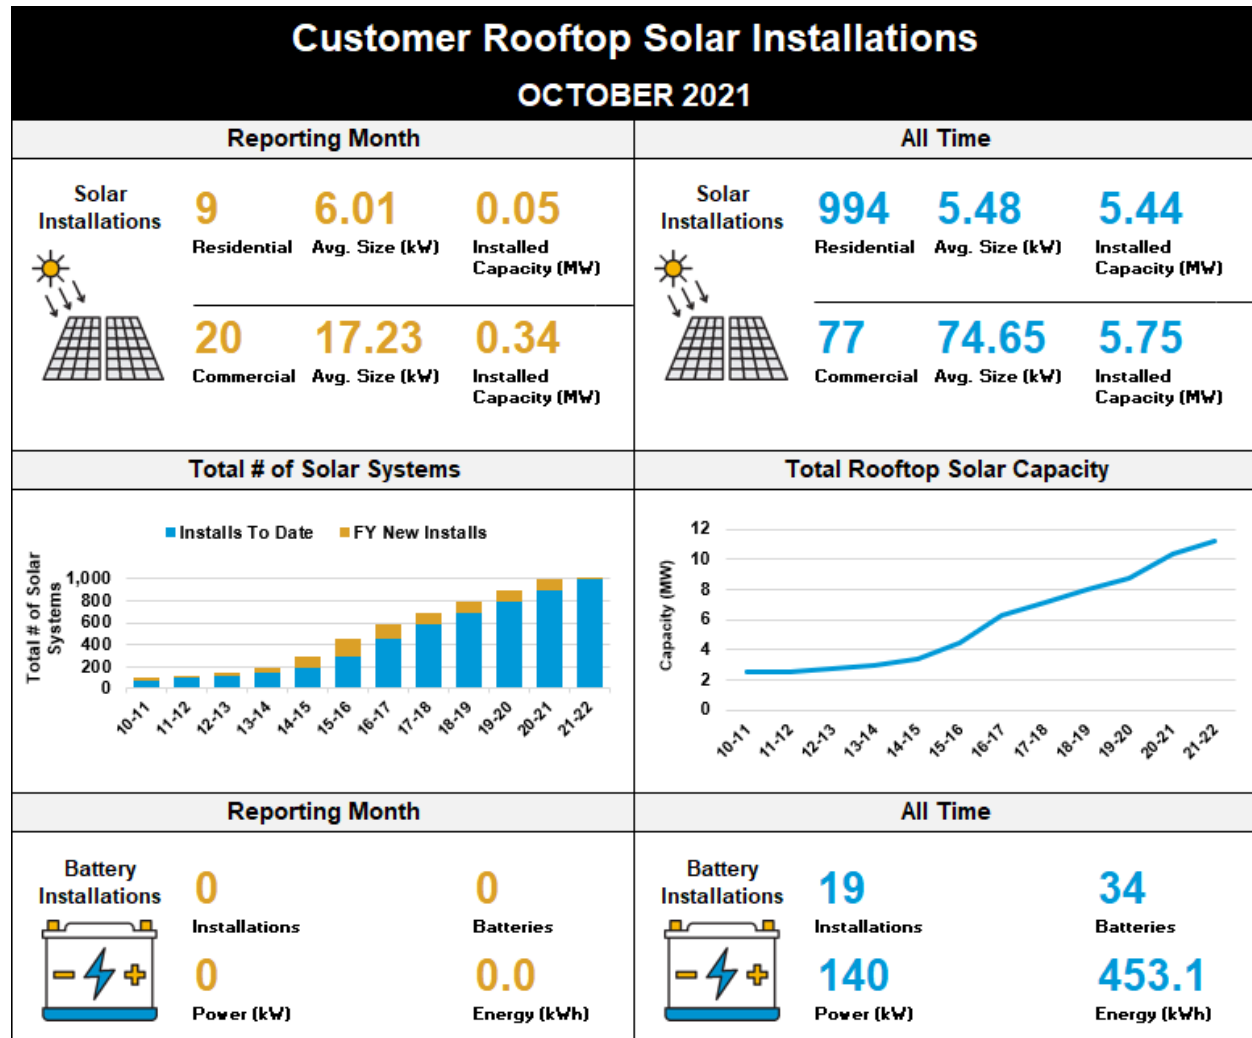 Customer Rooftop Solar Installations
OCTOBER 2021
Reporting Month
Solar
Installations
9
Residential
6.01
Avg. Size (kW)
0.05
Installed
Capacity (MW)
20
Commercial
17.23
Avg. Size (kW)
0.34
Installed
Capacity (MW)
All Time
Solar
Installations
994
Residential
5.48
Avg. Size (kW)
5.44
Installed
Capacity (MW)
77
Commercial
74.65
Avg. Size (kW)
5.75
Installed
Capacity (MW)
Total # of Solar Systems
Installs To Date FY New Installs
Total # of Solar
Systems
1,000
800
600
400
200
0
10-11 11-12 12-13 13-14 14-15 15-16 16-17 17-18 18-19 19-20 20-21 21-22
Total Rooftop Solar Capacity
Capacity (MW)
12
10
8
6
4
2
0
10-11 11-12 12-13 13-14 14-15 15-16 16-17 17-18 18-19 19-20 20-21 21-22
Reporting Month
Battery
Installations
0
Installations
0
Batteries
0
Power (kW)
0.0
Energy (kWh)
All Time
Battery
Installations
19
Installations
34
Batteries
140
Power (kW)
453.1
Energy (kWh)